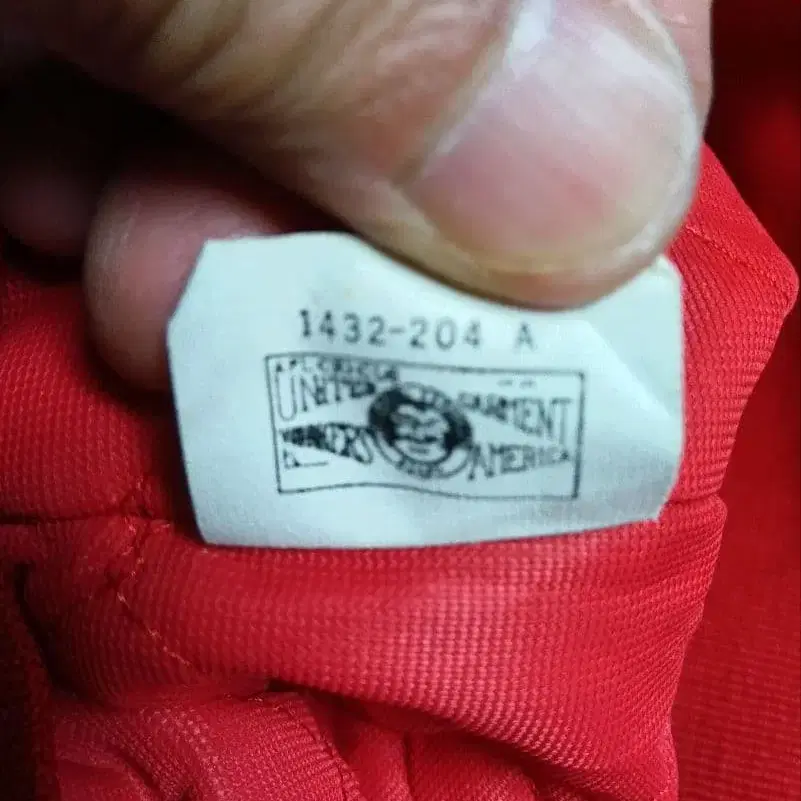 1432-204 A
UNITED GARMENT
WORKERS AMERICA